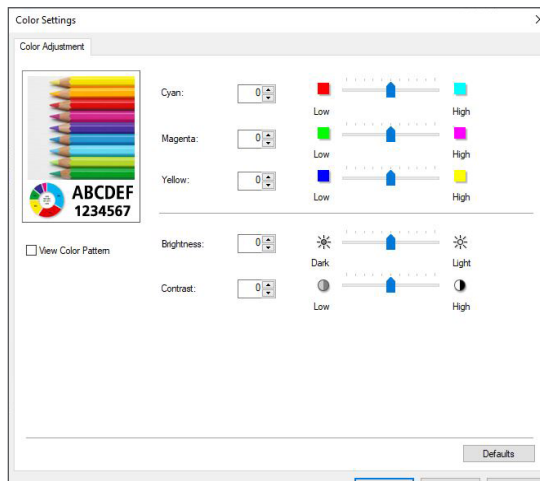 Color Settings
Color Adjustment
Cyan: 0
Low High
Magenta: 0
Low High
Yellow: 0
Low High
ABCDEF
1234567
View Color Pattern
Brightness: 0
Dark Light
Contrast: 0
Low High
Defaults